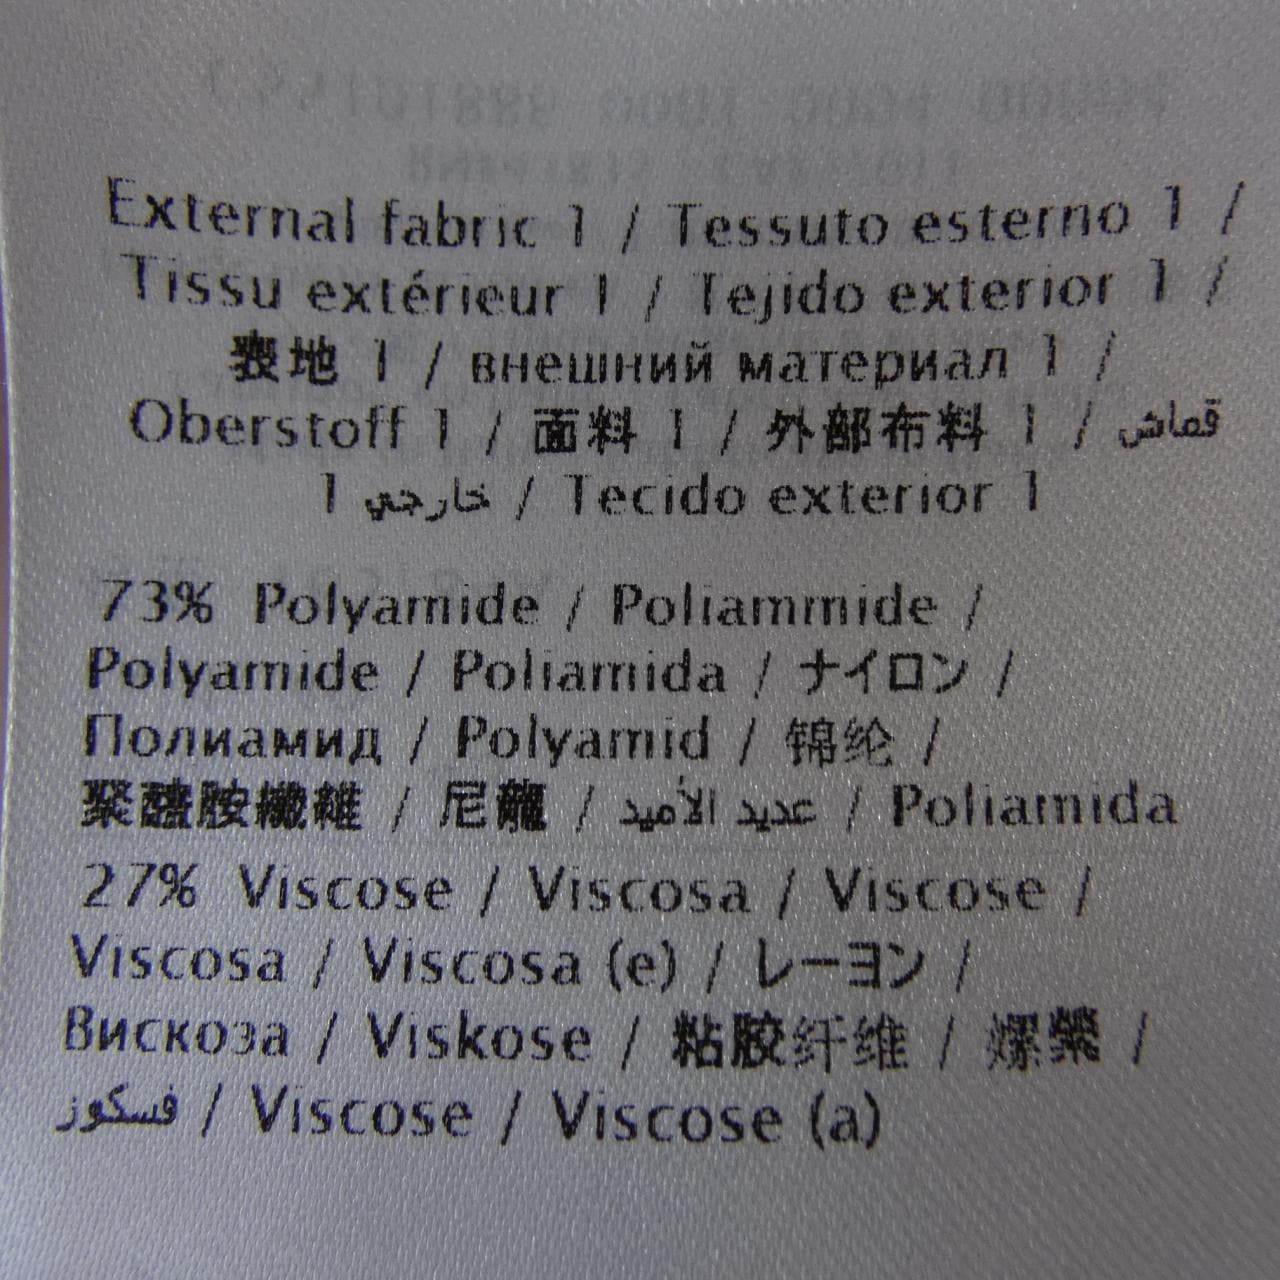 External fabric 1 / Tessuto esterno 1 /
Tissu extérieur 1 / Tejido exterior 1 /
表地 1 / внешний материал 1 /
Oberstoff 1 / 面料 1 / 外部布料 1 / قماش
خارجي 1 / Tecido exterior 1
73% Polyamide / Poliammide /
Polyamide / Poliamida / ナイロン /
Полиамид / Polyamid / 锦纶 /
聚醯胺纖維 / 尼龍 / عديد الأميد / Poliamida
27% Viscose / Viscosa / Viscose /
Viscosa / Viscosa (e) / レーヨン /
Вискоза / Viskose / 粘胶纤维 / 嫘縈 /
فسكوز / Viscose / Viscose (a)